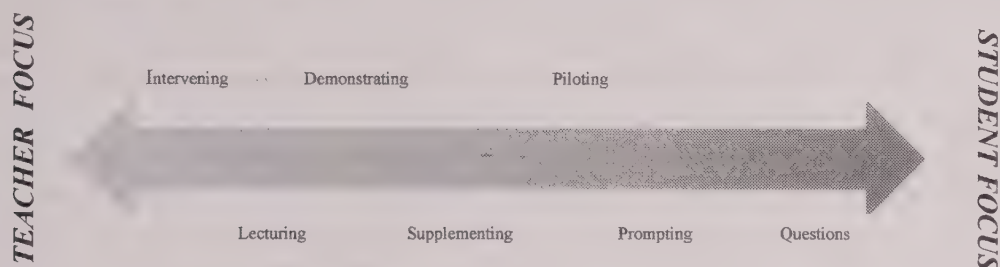 TEACHER FOCUS
Intervening Demonstrating Piloting
Lecturing Supplementing Prompting Questions
STUDENT FOCUS